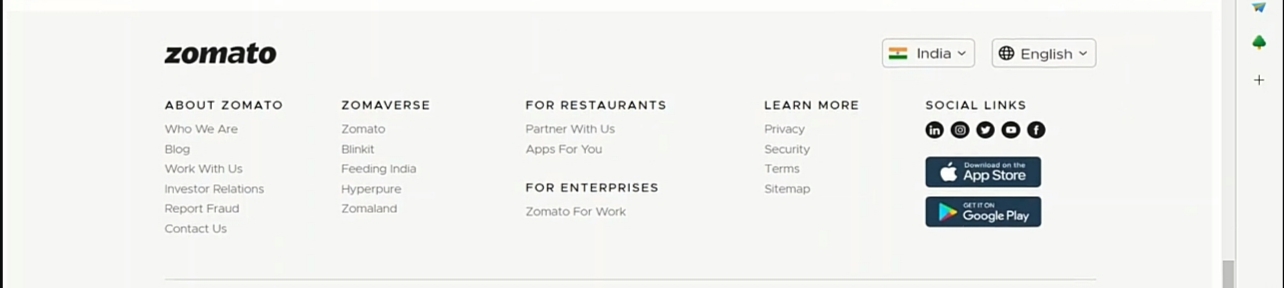 zomato
India
English
ABOUT ZOMATO
Who We Are
Blog
Work With Us
Investor Relations
Report Fraud
Contact Us
ZOMAVERSE
Zomato
Blinkit
Feeding India
Hyperpure
Zomaland
FOR RESTAURANTS
Partner With Us
Apps For You
FOR ENTERPRISES
Zomato For Work
LEARN MORE
Privacy
Security
Terms
Sitemap
SOCIAL LINKS
Download on the
App Store
GET IT ON
Google Play